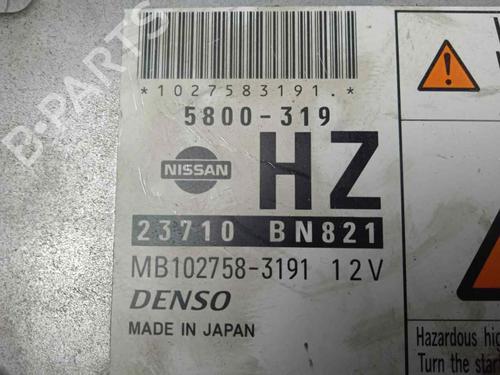 *1027583191.*
5800-319
NISSAN
HZ
23710 BN821
MB102758-3191 12V
DENSO
MADE IN JAPAN
Hazardous hig
Turn the star
B-PARTS